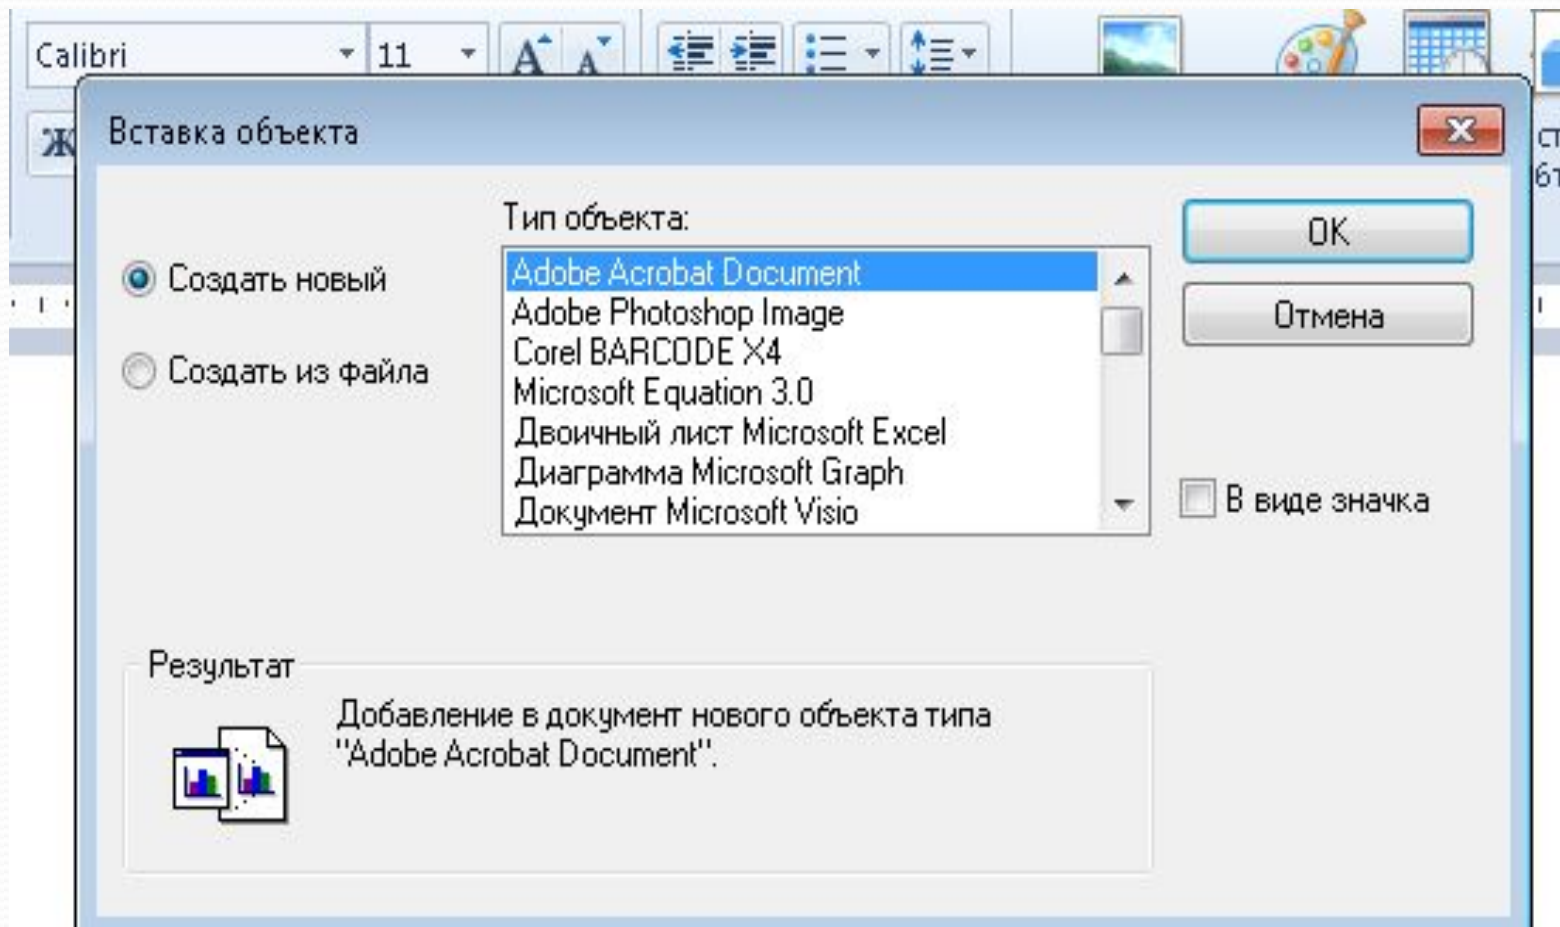 Calibri 11
Ж
Вставка объекта
Тип объекта:
Создать новый
Создать из файла
Adobe Acrobat Document
Adobe Photoshop Image
Corel BARCODE X4
Microsoft Equation 3.0
Двоичный лист Microsoft Excel
Диаграмма Microsoft Graph
Документ Microsoft Visio
OK
Отмена
В виде значка
Результат
Добавление в документ нового объекта типа
"Adobe Acrobat Document".